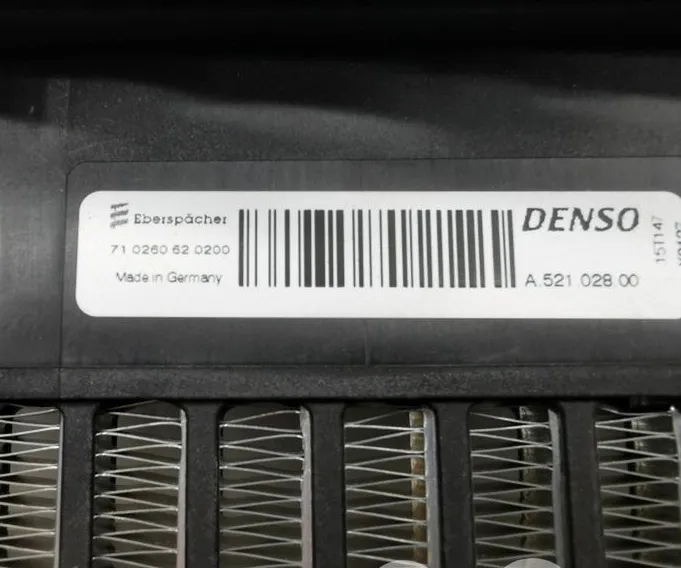 Eberspächer
71 0260 62 0200
Made in Germany
DENSO
A.521.028.00
15T147